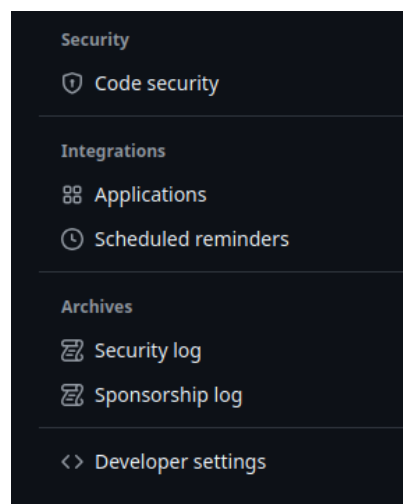 Security
Code security
Integrations
Applications
Scheduled reminders
Archives
Security log
Sponsorship log
Developer settings